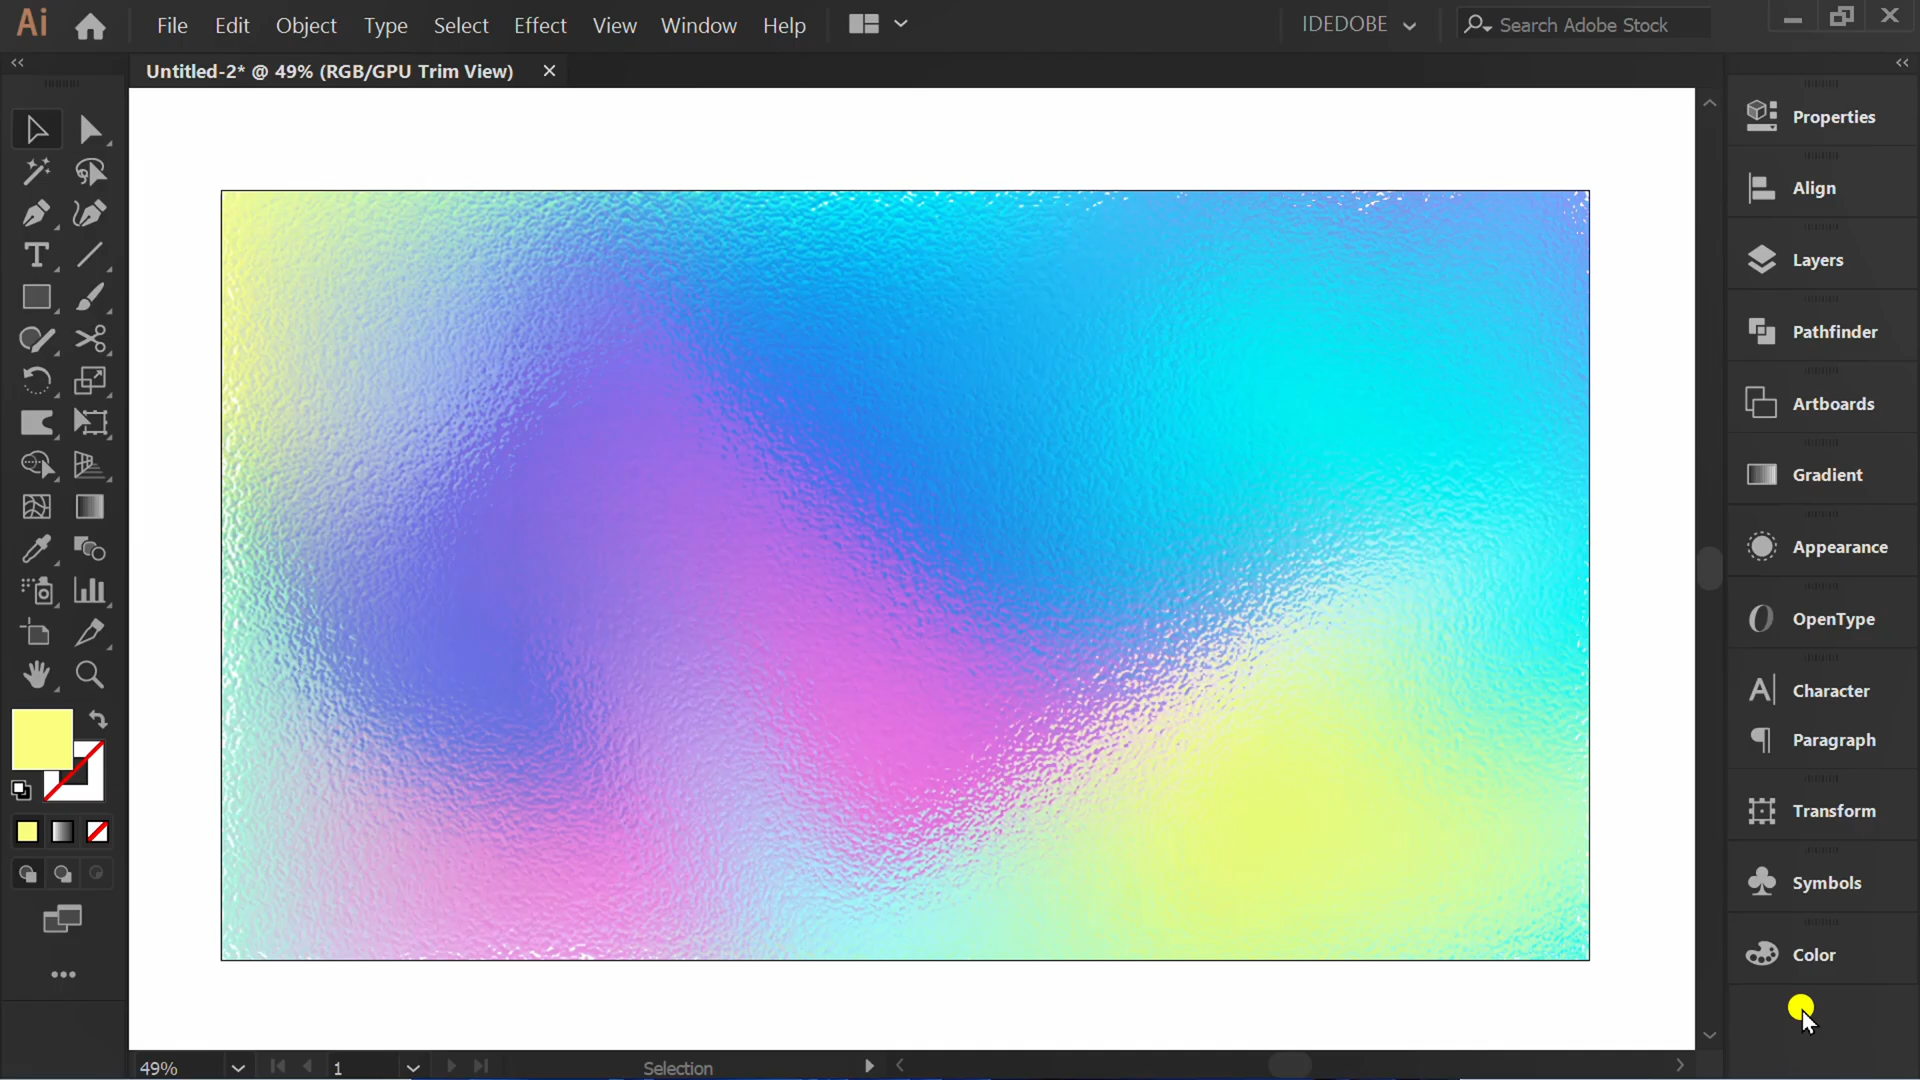 Ai
File Edit Object Type Select Effect View Window Help
IDEDOBE
Search Adobe Stock
Untitled-2* @ 49% (RGB/GPU Trim View)
Properties
Align
Layers
Pathfinder
Artboards
Gradient
Appearance
OpenType
Character
Paragraph
Transform
Symbols
Color
49%
1
Selection